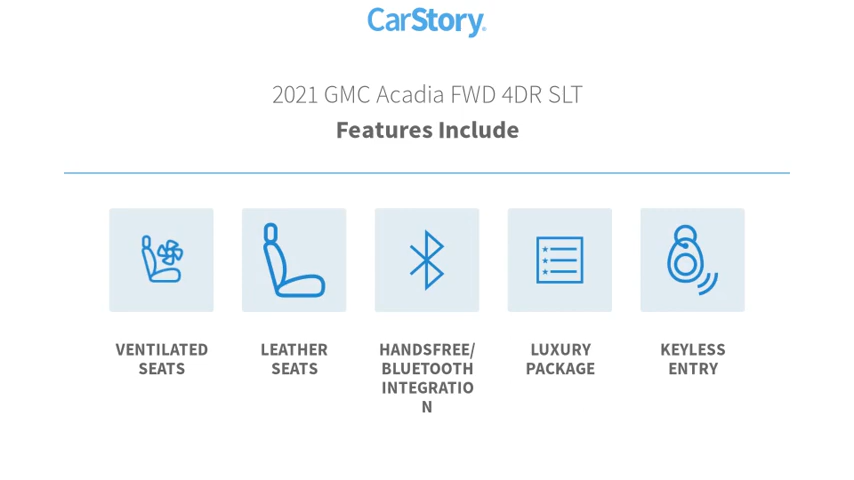 CarStory
2021 GMC Acadia FWD 4DR SLT
Features Include
VENTILATED
SEATS
LEATHER
SEATS
HANDSFREE/
BLUETOOTH
INTEGRATIO
N
LUXURY
PACKAGE
KEYLESS
ENTRY